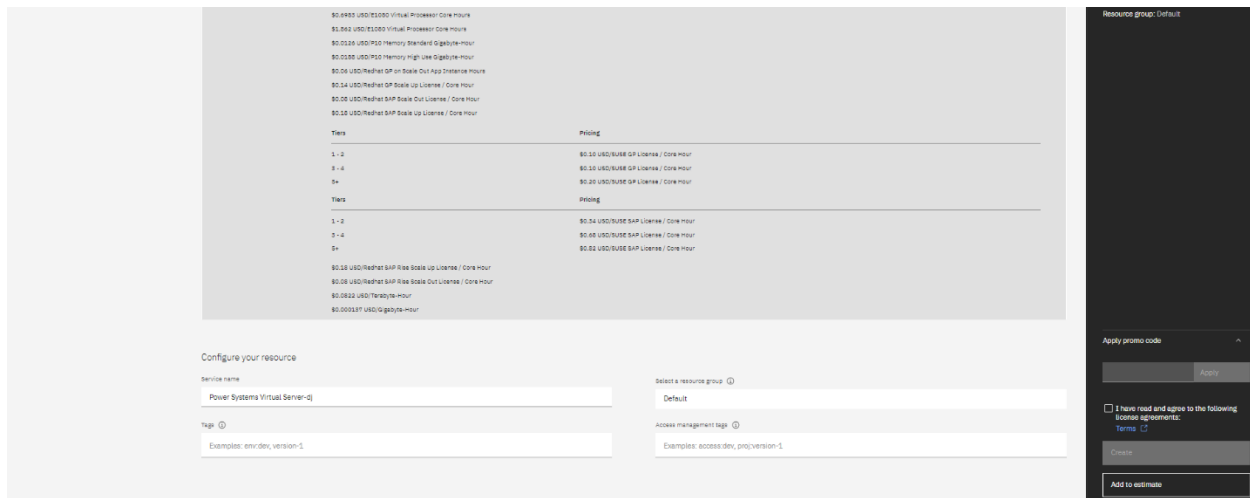 $0.6953 USD/E1050 Virtual Processor Core Hours
$1.562 USD/E1080 Virtual Processor Core Hours
$0.0126 USD/P10 Memory Standard Gigabyte-Hour
$0.0188 USD/P10 Memory High Use Gigabyte-Hour
$0.06 USD/Redhat GP on Scale Out App Instance Hours
$0.14 USD/Redhat GP Scale Up License / Core Hour
$0.08 USD/Redhat SAP Scale Out License / Core Hour
$0.18 USD/Redhat SAP Scale Up License / Core Hour
Tiers Pricing
1 - 2 $0.10 USD/SUSE GP License / Core Hour
3 - 4 $0.10 USD/SUSE GP License / Core Hour
5+ $0.20 USD/SUSE GP License / Core Hour
Tiers Pricing
1 - 2 $0.34 USD/SUSE SAP License / Core Hour
3 - 4 $0.68 USD/SUSE SAP License / Core Hour
5+ $0.82 USD/SUSE SAP License / Core Hour
$0.18 USD/Redhat SAP Rise Scale Up License / Core Hour
$0.08 USD/Redhat SAP Rise Scale Out License / Core Hour
$0.0822 USD/Terabyte-Hour
$0.000137 USD/Gigabyte-Hour
Configure your resource
Service name
Power Systems Virtual Server-dj
Select a resource group
Default
Tags
Examples: env:dev, version-1
Access management tags
Examples: access:dev, proj:version-1
Resource group: Default
Apply promo code
Apply
I have read and agree to the following
license agreements:
Terms
Create
Add to estimate